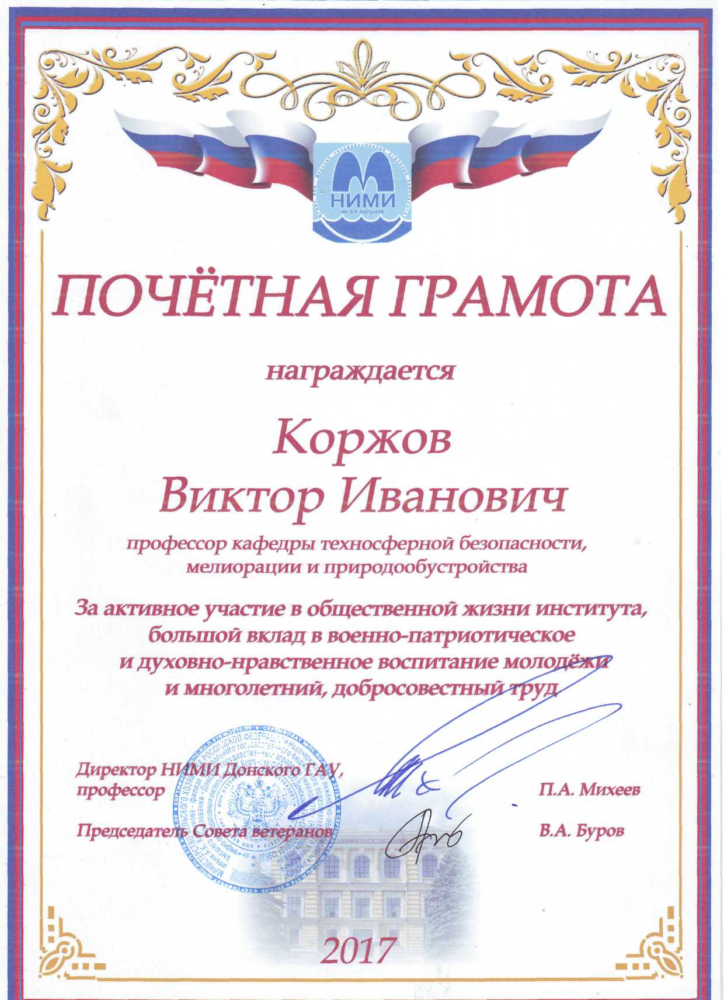 НИМИ
им. А.К. Кортунова
ПОЧЁТНАЯ ГРАМОТА
награждается
Коржов
Виктор Иванович
профессор кафедры техносферной безопасности,
мелиорации и природообустройства
За активное участие в общественной жизни института,
большой вклад в военно-патриотическое
и духовно-нравственное воспитание молодёжи
и многолетний, добросовестный труд
Директор НИМИ Донского ГАУ,
профессор
П.А. Михеев
Председатель Совета ветеранов
В.А. Буров
2017